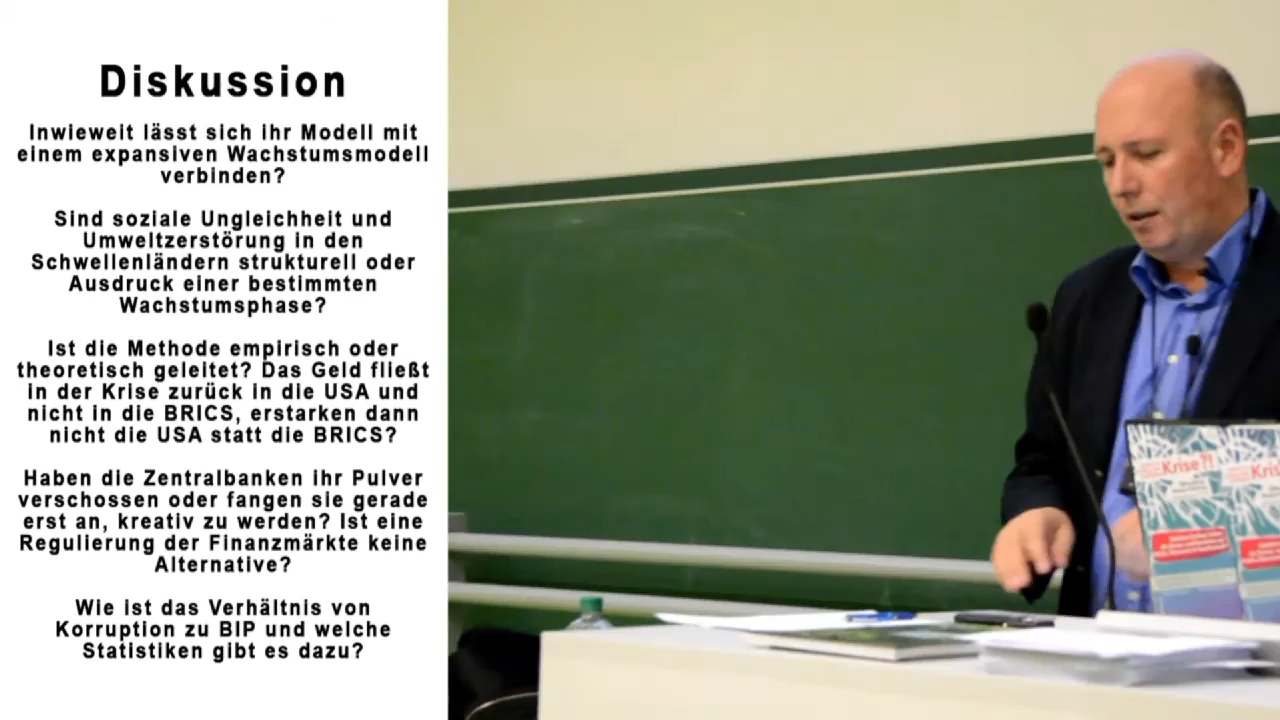 Diskussion
Inwieweit lässt sich ihr Modell mit
einem expansiven Wachstumsmodell
verbinden?
Sind soziale Ungleichheit und
Umweltzerstörung in den
Schwellenländern strukturell oder
Ausdruck einer bestimmten
Wachstumsphase?
Ist die Methode empirisch oder
theoretisch geleitet? Das Geld fließt
in der Krise zurück in die USA und
nicht in die BRICS, erstarken dann
nicht die USA statt die BRICS?
Haben die Zentralbanken ihr Pulver
verschossen oder fangen sie gerade
erst an, kreativ zu werden? Ist eine
Regulierung der Finanzmärkte keine
Alternative?
Wie ist das Verhältnis von
Korruption zu BIP und welche
Statistiken gibt es dazu?
Krise?!